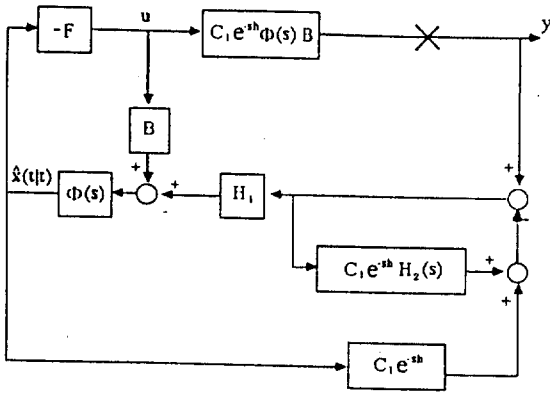 u
y
-F
C₁e⁻ˢʰΦ(s) B
B
+
+
+
x̂(t|t)
Φ(s)
H₁
-
C₁e⁻ˢʰ H₂(s)
+
+
C₁e⁻ˢʰ